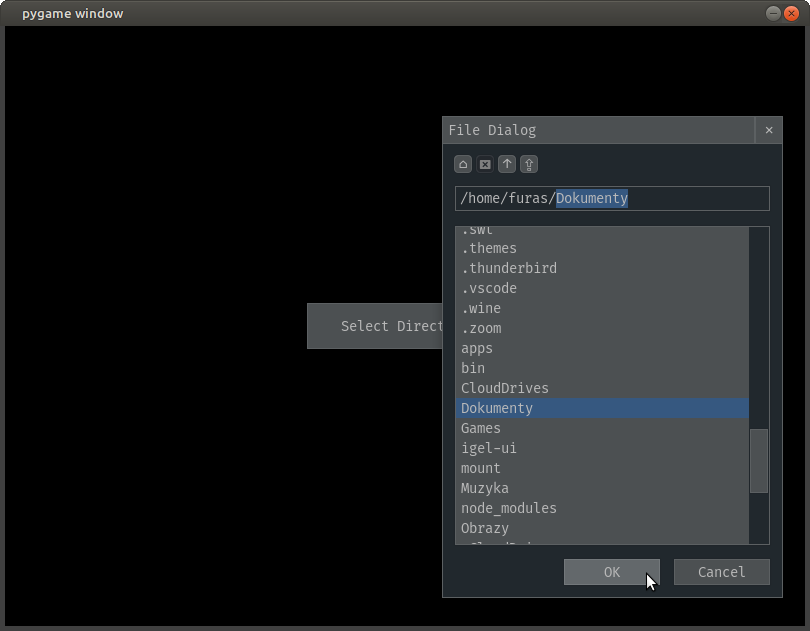 pygame window
File Dialog
/home/furas/Dokumenty
.swt
.themes
.thunderbird
.vscode
.wine
.zoom
apps
bin
CloudDrives
Dokumenty
Games
igel-ui
mount
Muzyka
node_modules
Obrazy
Select Direct
OK
Cancel